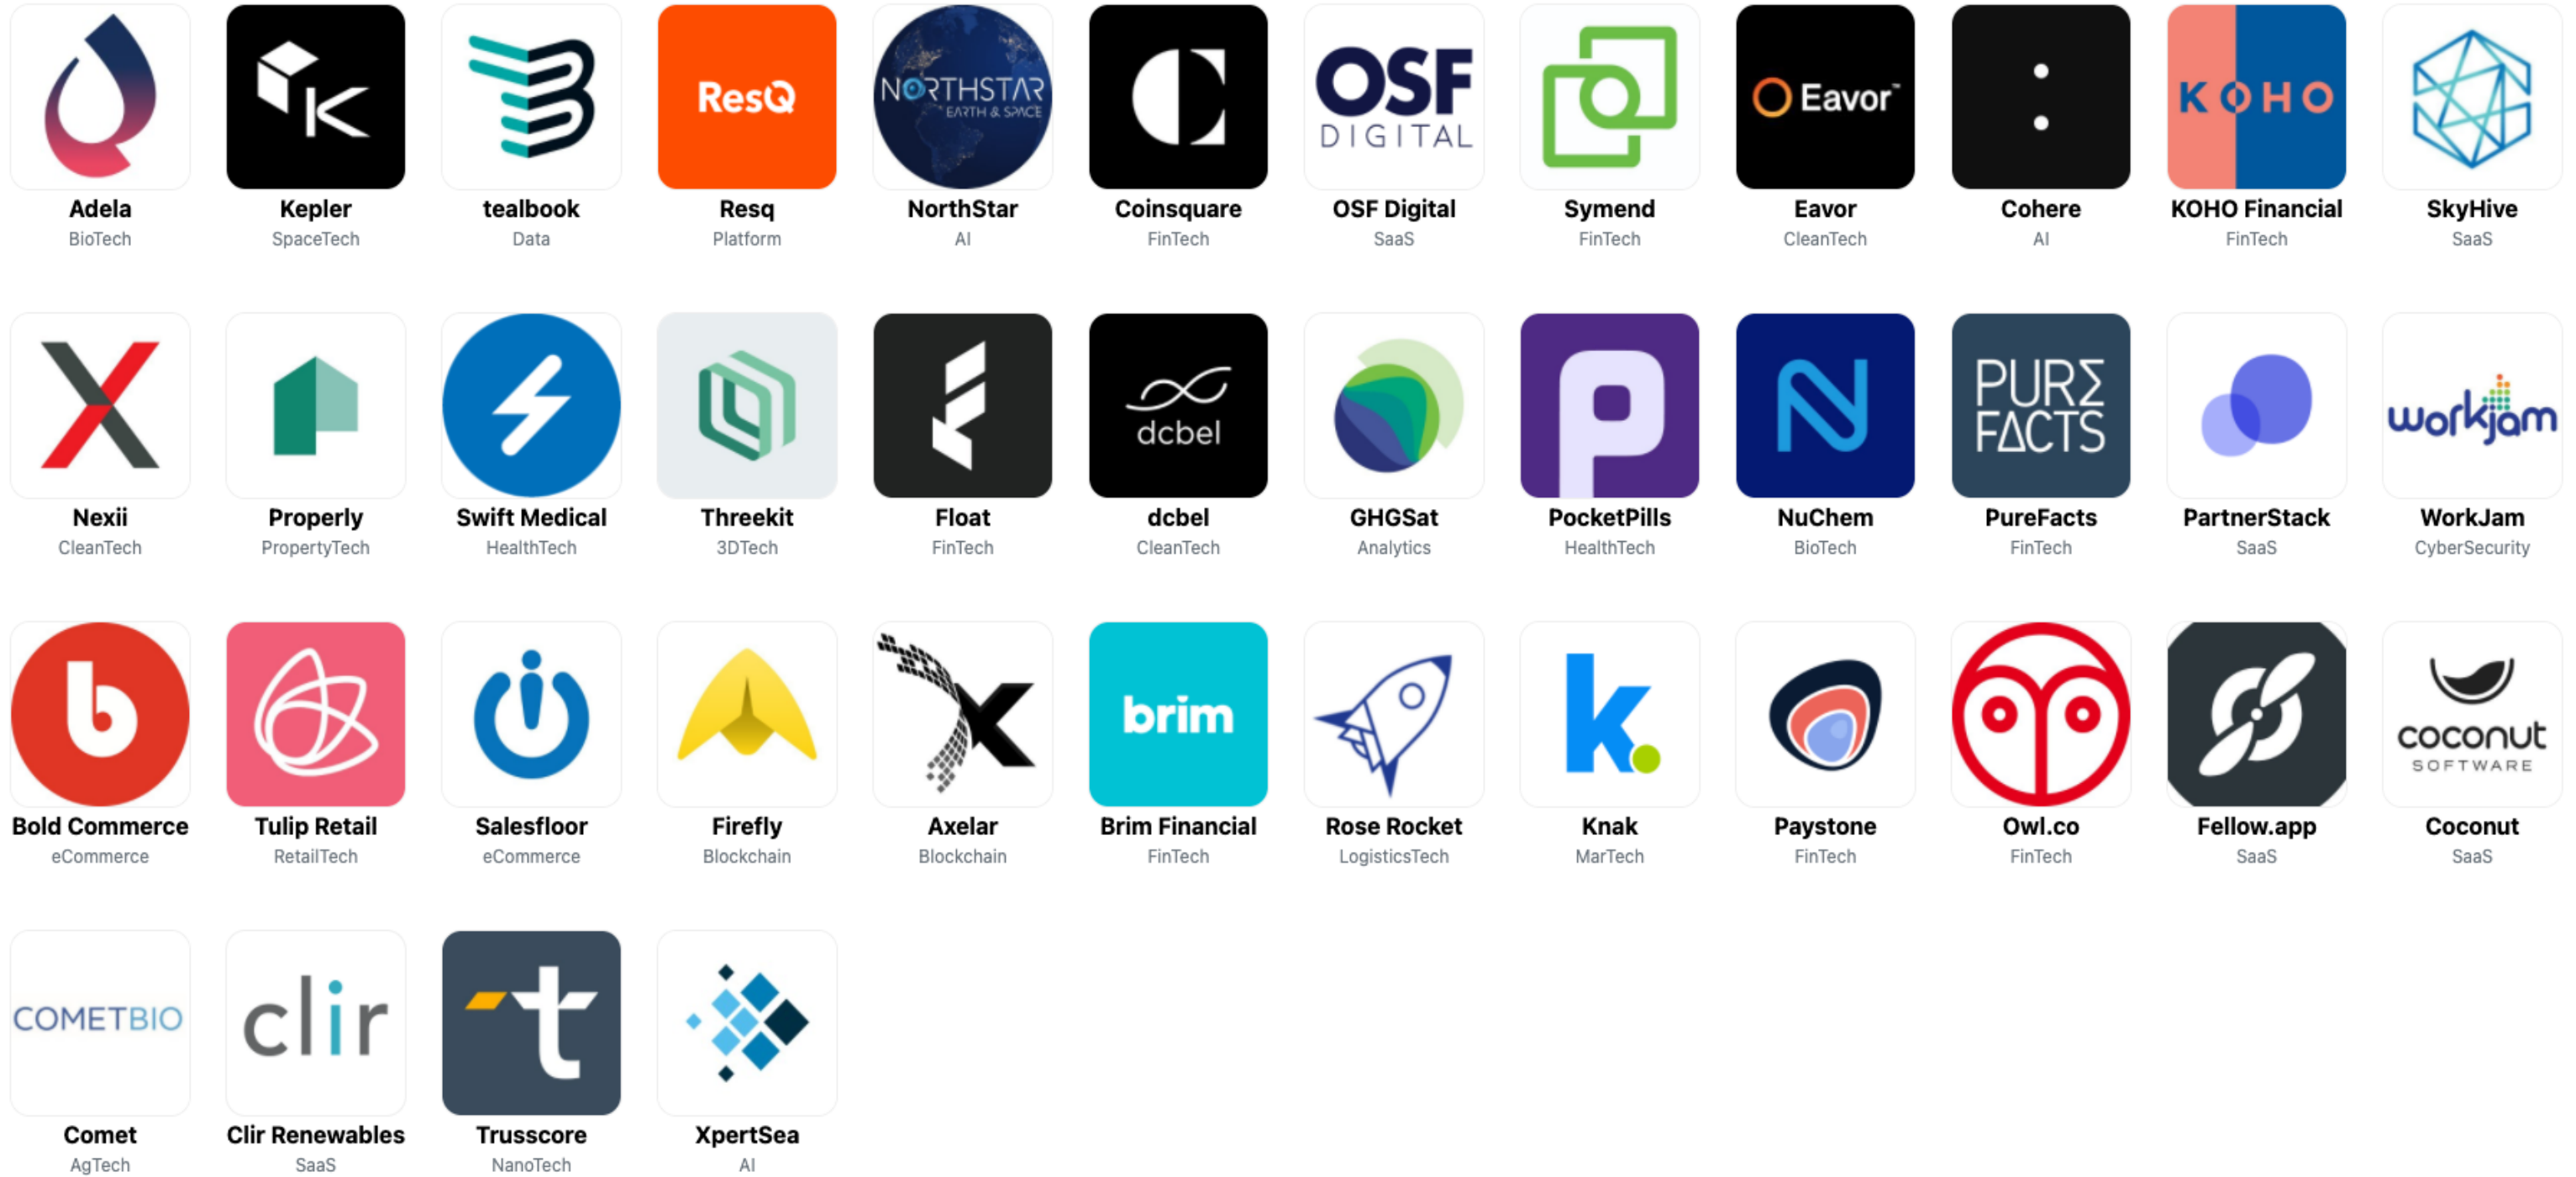 K
ResQ
NORTHSTAR
EARTH & SPACE
OSF
DIGITAL
Eavor™
KOHO
Adela
Kepler
tealbook
Resq
NorthStar
Coinsquare
OSF Digital
Symend
Eavor
Cohere
KOHO Financial
SkyHive
BioTech
SpaceTech
Data
Platform
AI
FinTech
SaaS
FinTech
CleanTech
AI
FinTech
SaaS
dcbel
PURΣ
FΔCTS
workjam
Nexii
Properly
Swift Medical
Threekit
Float
dcbel
GHGSat
PocketPills
NuChem
PureFacts
PartnerStack
WorkJam
CleanTech
PropertyTech
HealthTech
3DTech
FinTech
CleanTech
Analytics
HealthTech
BioTech
FinTech
SaaS
CyberSecurity
b
brim
k.
coconut
SOFTWARE
Bold Commerce
Tulip Retail
Salesfloor
Firefly
Axelar
Brim Financial
Rose Rocket
Knak
Paystone
Owl.co
Fellow.app
Coconut
eCommerce
RetailTech
eCommerce
Blockchain
Blockchain
FinTech
LogisticsTech
MarTech
FinTech
FinTech
SaaS
SaaS
COMETBIO
clir
t
Comet
Clir Renewables
Trusscore
XpertSea
AgTech
SaaS
NanoTech
AI